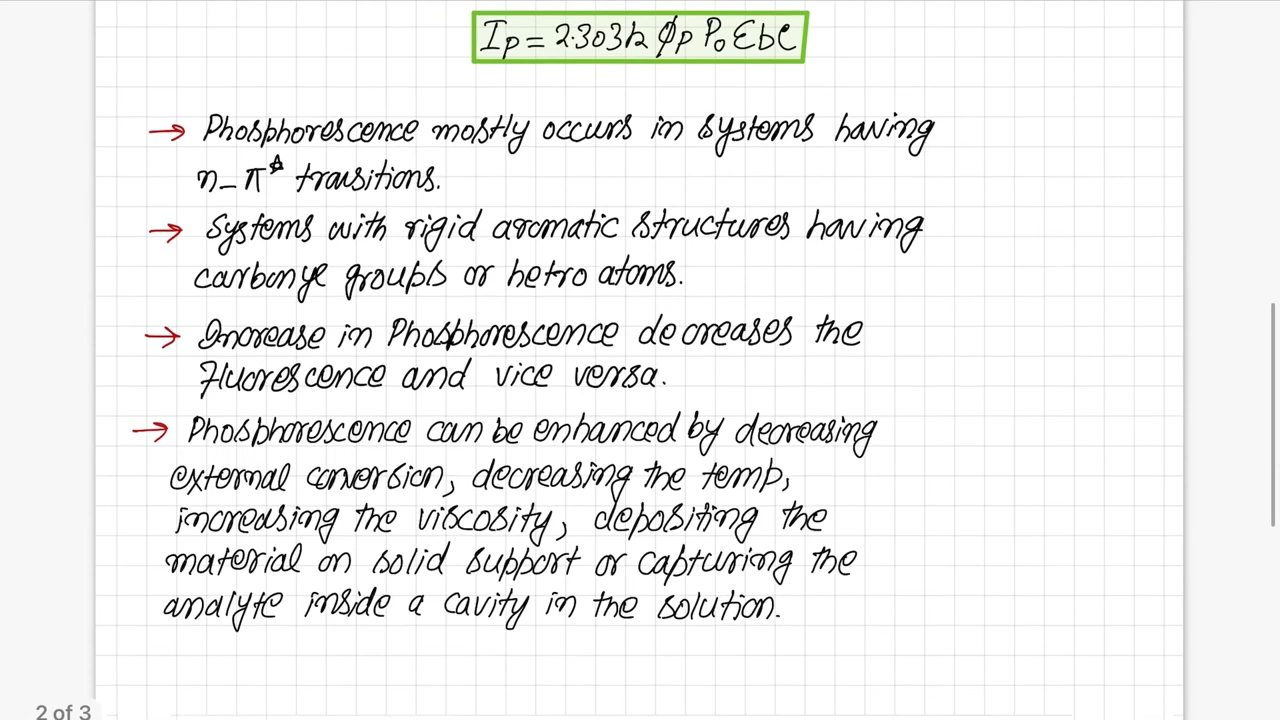 Ip = 2.303k ϕp P₀ Ɛbc
→ Phosphorescence mostly occurs in systems having
n-π* transitions.
→ Systems with rigid aromatic structures having
carbonyl groups or hetro atoms.
→ Increase in Phosphorescence decreases the
Fluorescence and vice versa.
→ Phosphorescence can be enhanced by decreasing
external conversion, decreasing the temp,
increasing the viscosity, depositing the
material on solid support or capturing the
analyte inside a cavity in the solution.
2 of 3